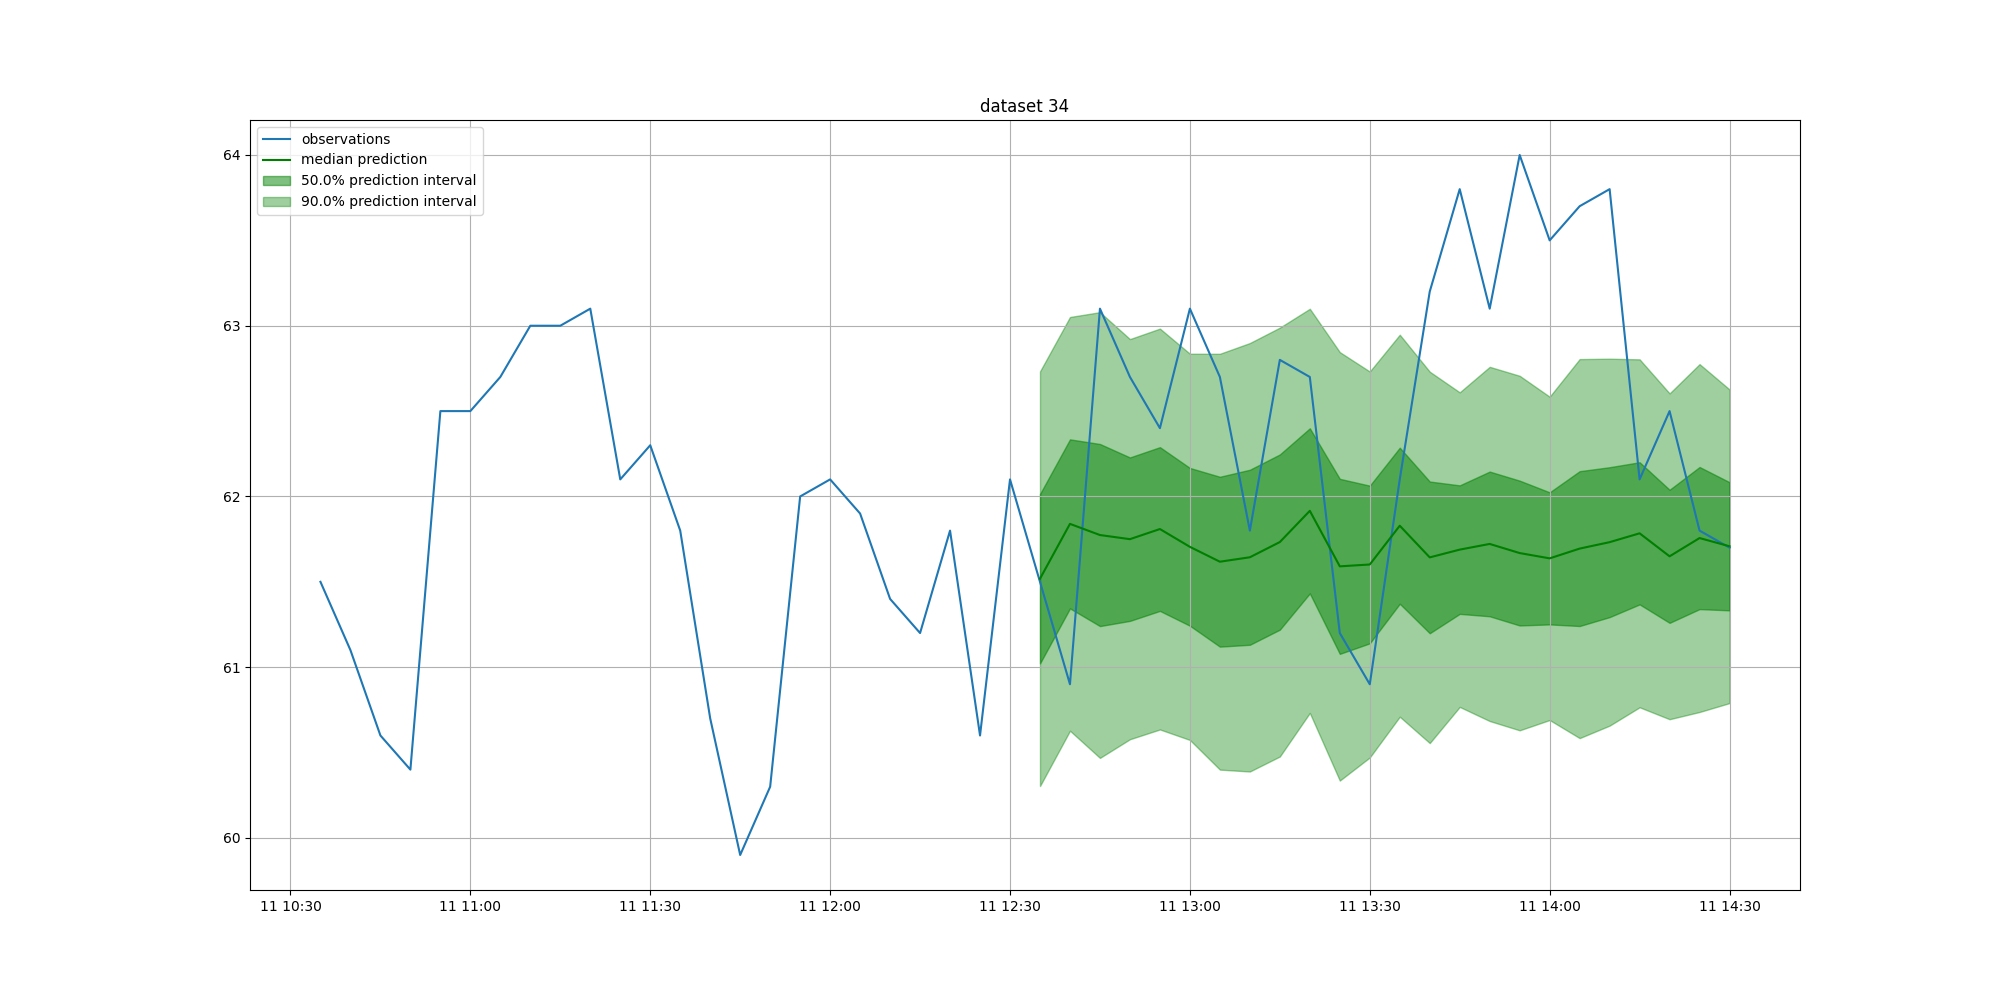 dataset 34
observations
median prediction
50.0% prediction interval
90.0% prediction interval
64
63
62
61
60
11 10:30 11 11:00 11 11:30 11 12:00 11 12:30 11 13:00 11 13:30 11 14:00 11 14:30